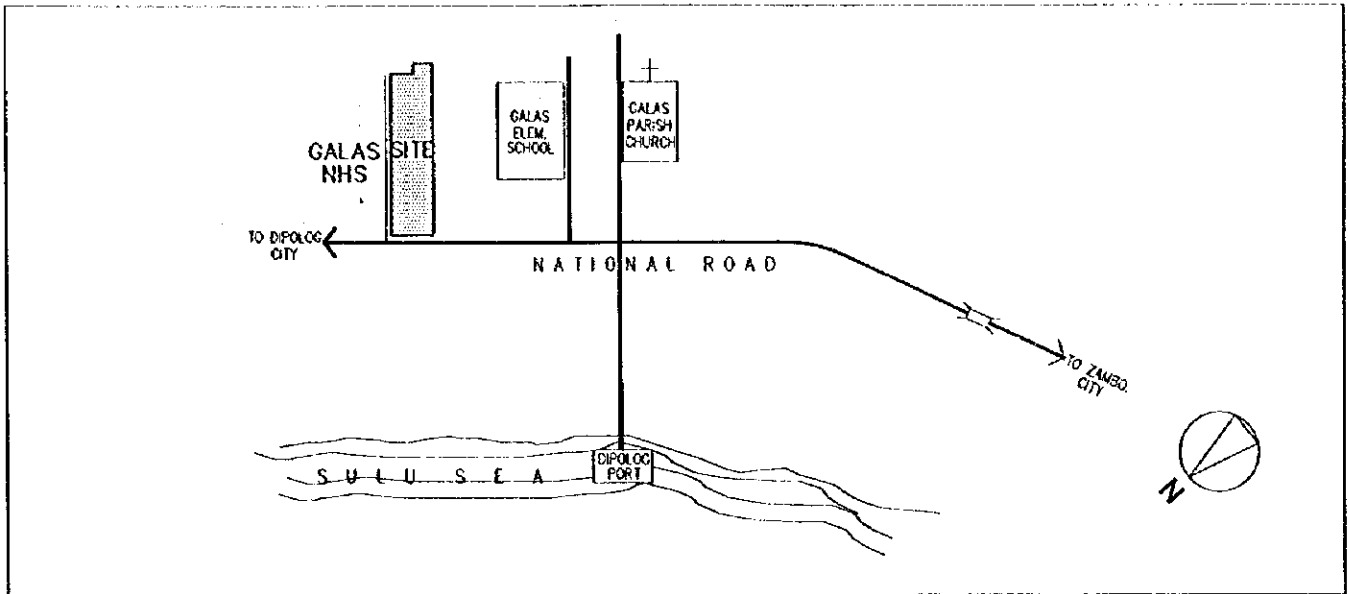 GALAS
ELEM.
SCHOOL
GALAS
PARISH
CHURCH
GALAS
NHS
SITE
TO DIPOLOG
CITY
NATIONAL ROAD
TO ZAMBO.
CITY
SULU SEA
DIPOLOG
PORT
N